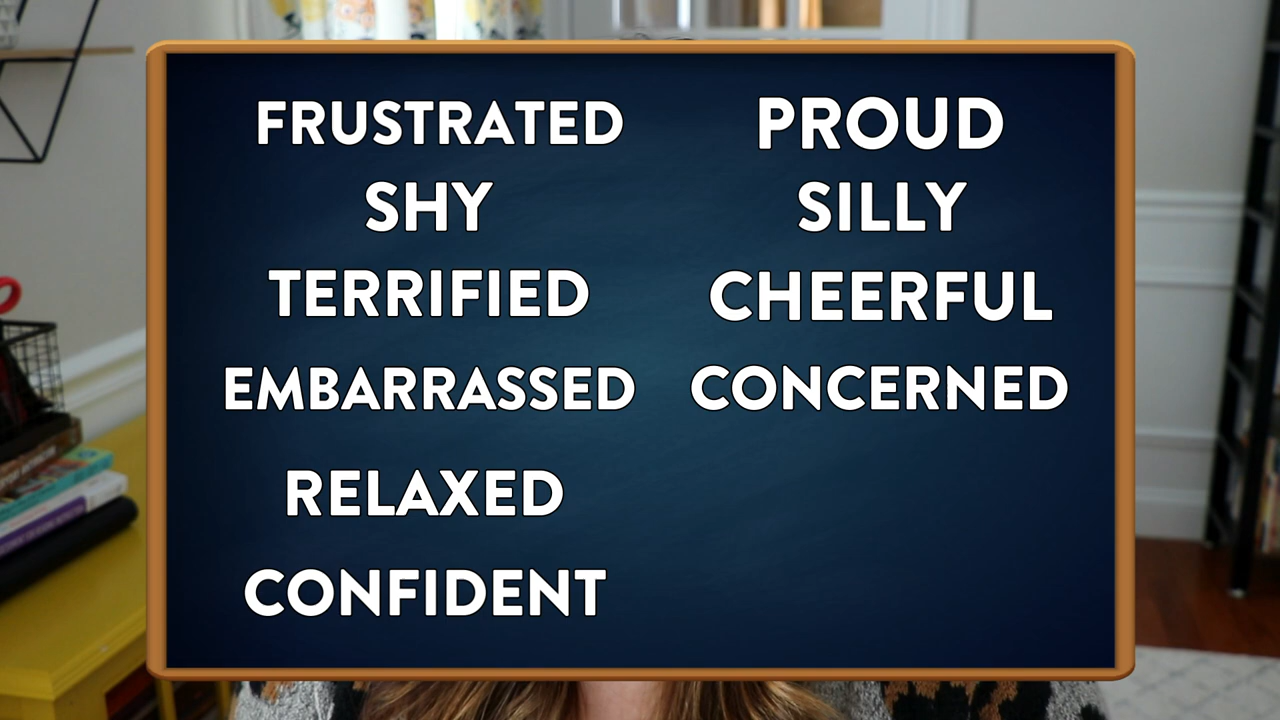 FRUSTRATED
SHY
TERRIFIED
EMBARRASSED
RELAXED
CONFIDENT
PROUD
SILLY
CHEERFUL
CONCERNED